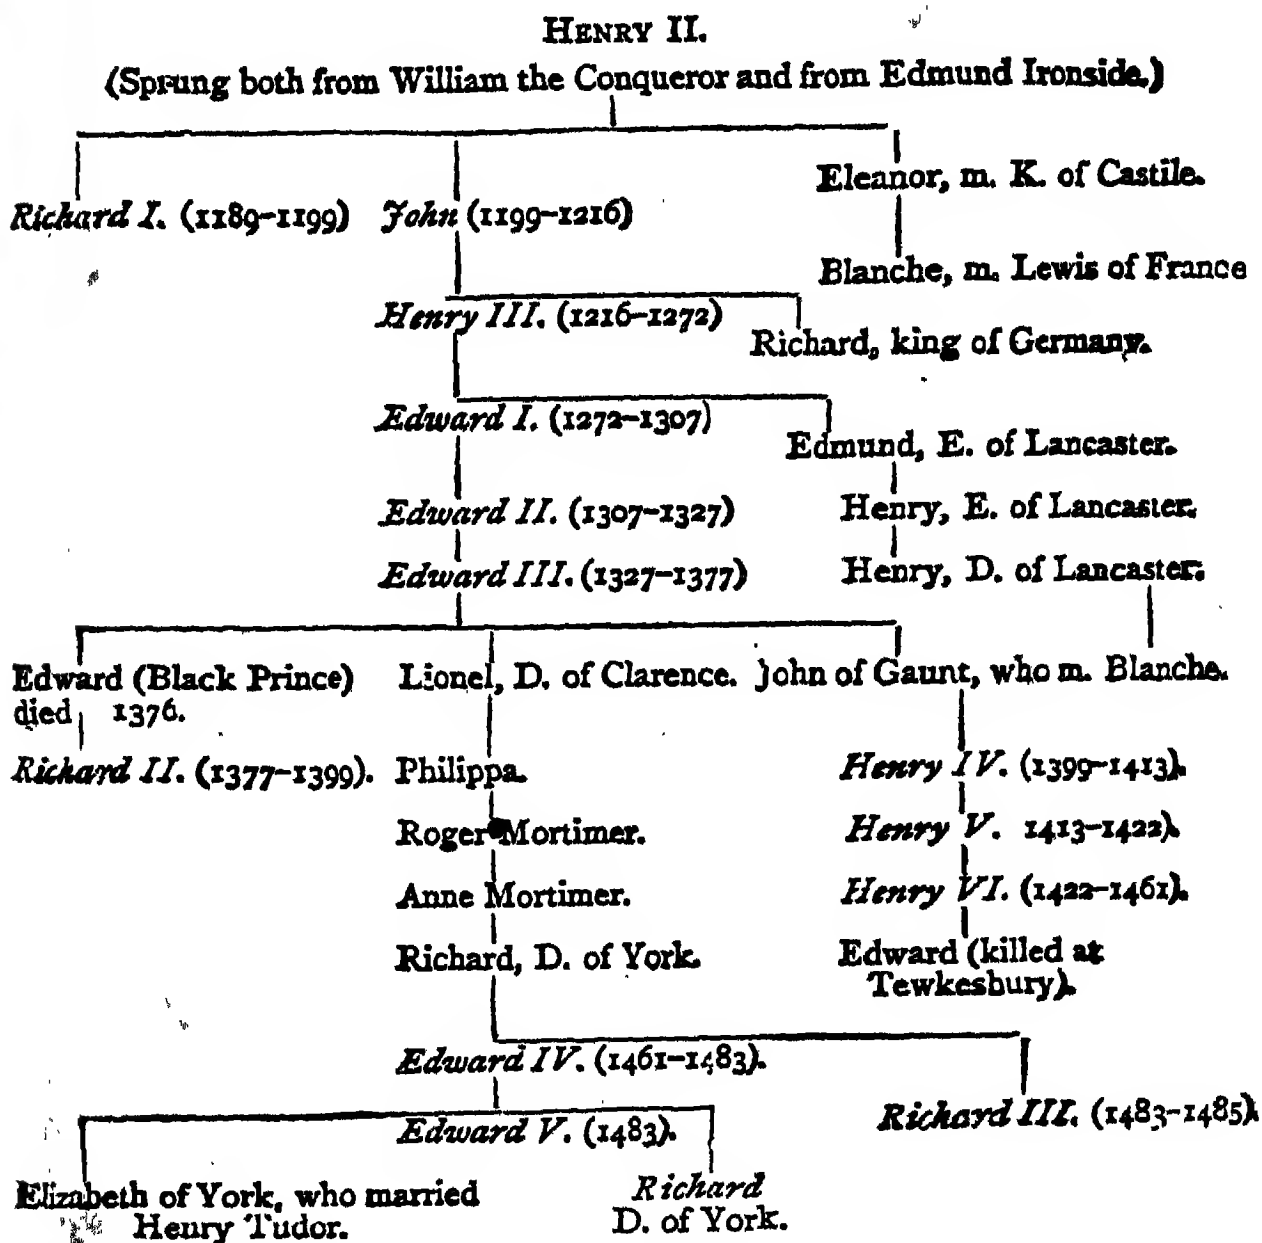 HENRY II.
(Sprung both from William the Conqueror and from Edmund Ironside.)
Eleanor, m. K. of Castile.
Richard I. (1189-1199) John (1199-1216)
Blanche, m. Lewis of France
Henry III. (1216-1272)
Richard, king of Germany.
Edward I. (1272-1307)
Edmund, E. of Lancaster.
Edward II. (1307-1327) Henry, E. of Lancaster.
Edward III. (1327-1377) Henry, D. of Lancaster.
Edward (Black Prince) Lionel, D. of Clarence. John of Gaunt, who m. Blanche.
died 1376.
Richard II. (1377-1399). Philippa. Henry IV. (1399-1413).
Roger Mortimer. Henry V. 1413-1422).
Anne Mortimer. Henry VI. (1422-1461).
Richard, D. of York. Edward (killed at
Tewkesbury).
Edward IV. (1461-1483).
Richard III. (1483-1485).
Edward V. (1483).
Elizabeth of York, who married Richard
Henry Tudor. D. of York.